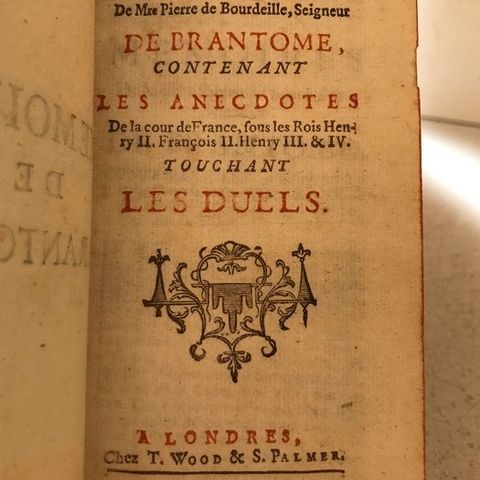 De Mre Pierre de Bourdeille, Seigneur
DE BRANTOME,
CONTENANT
LES ANECDOTES
De la cour de France, ſous les Rois Hen-
ry II. François II. Henry III. & IV.
TOUCHANT
LES DUELS.
A LONDRES,
Chez T. WOOD & S. PALMER.